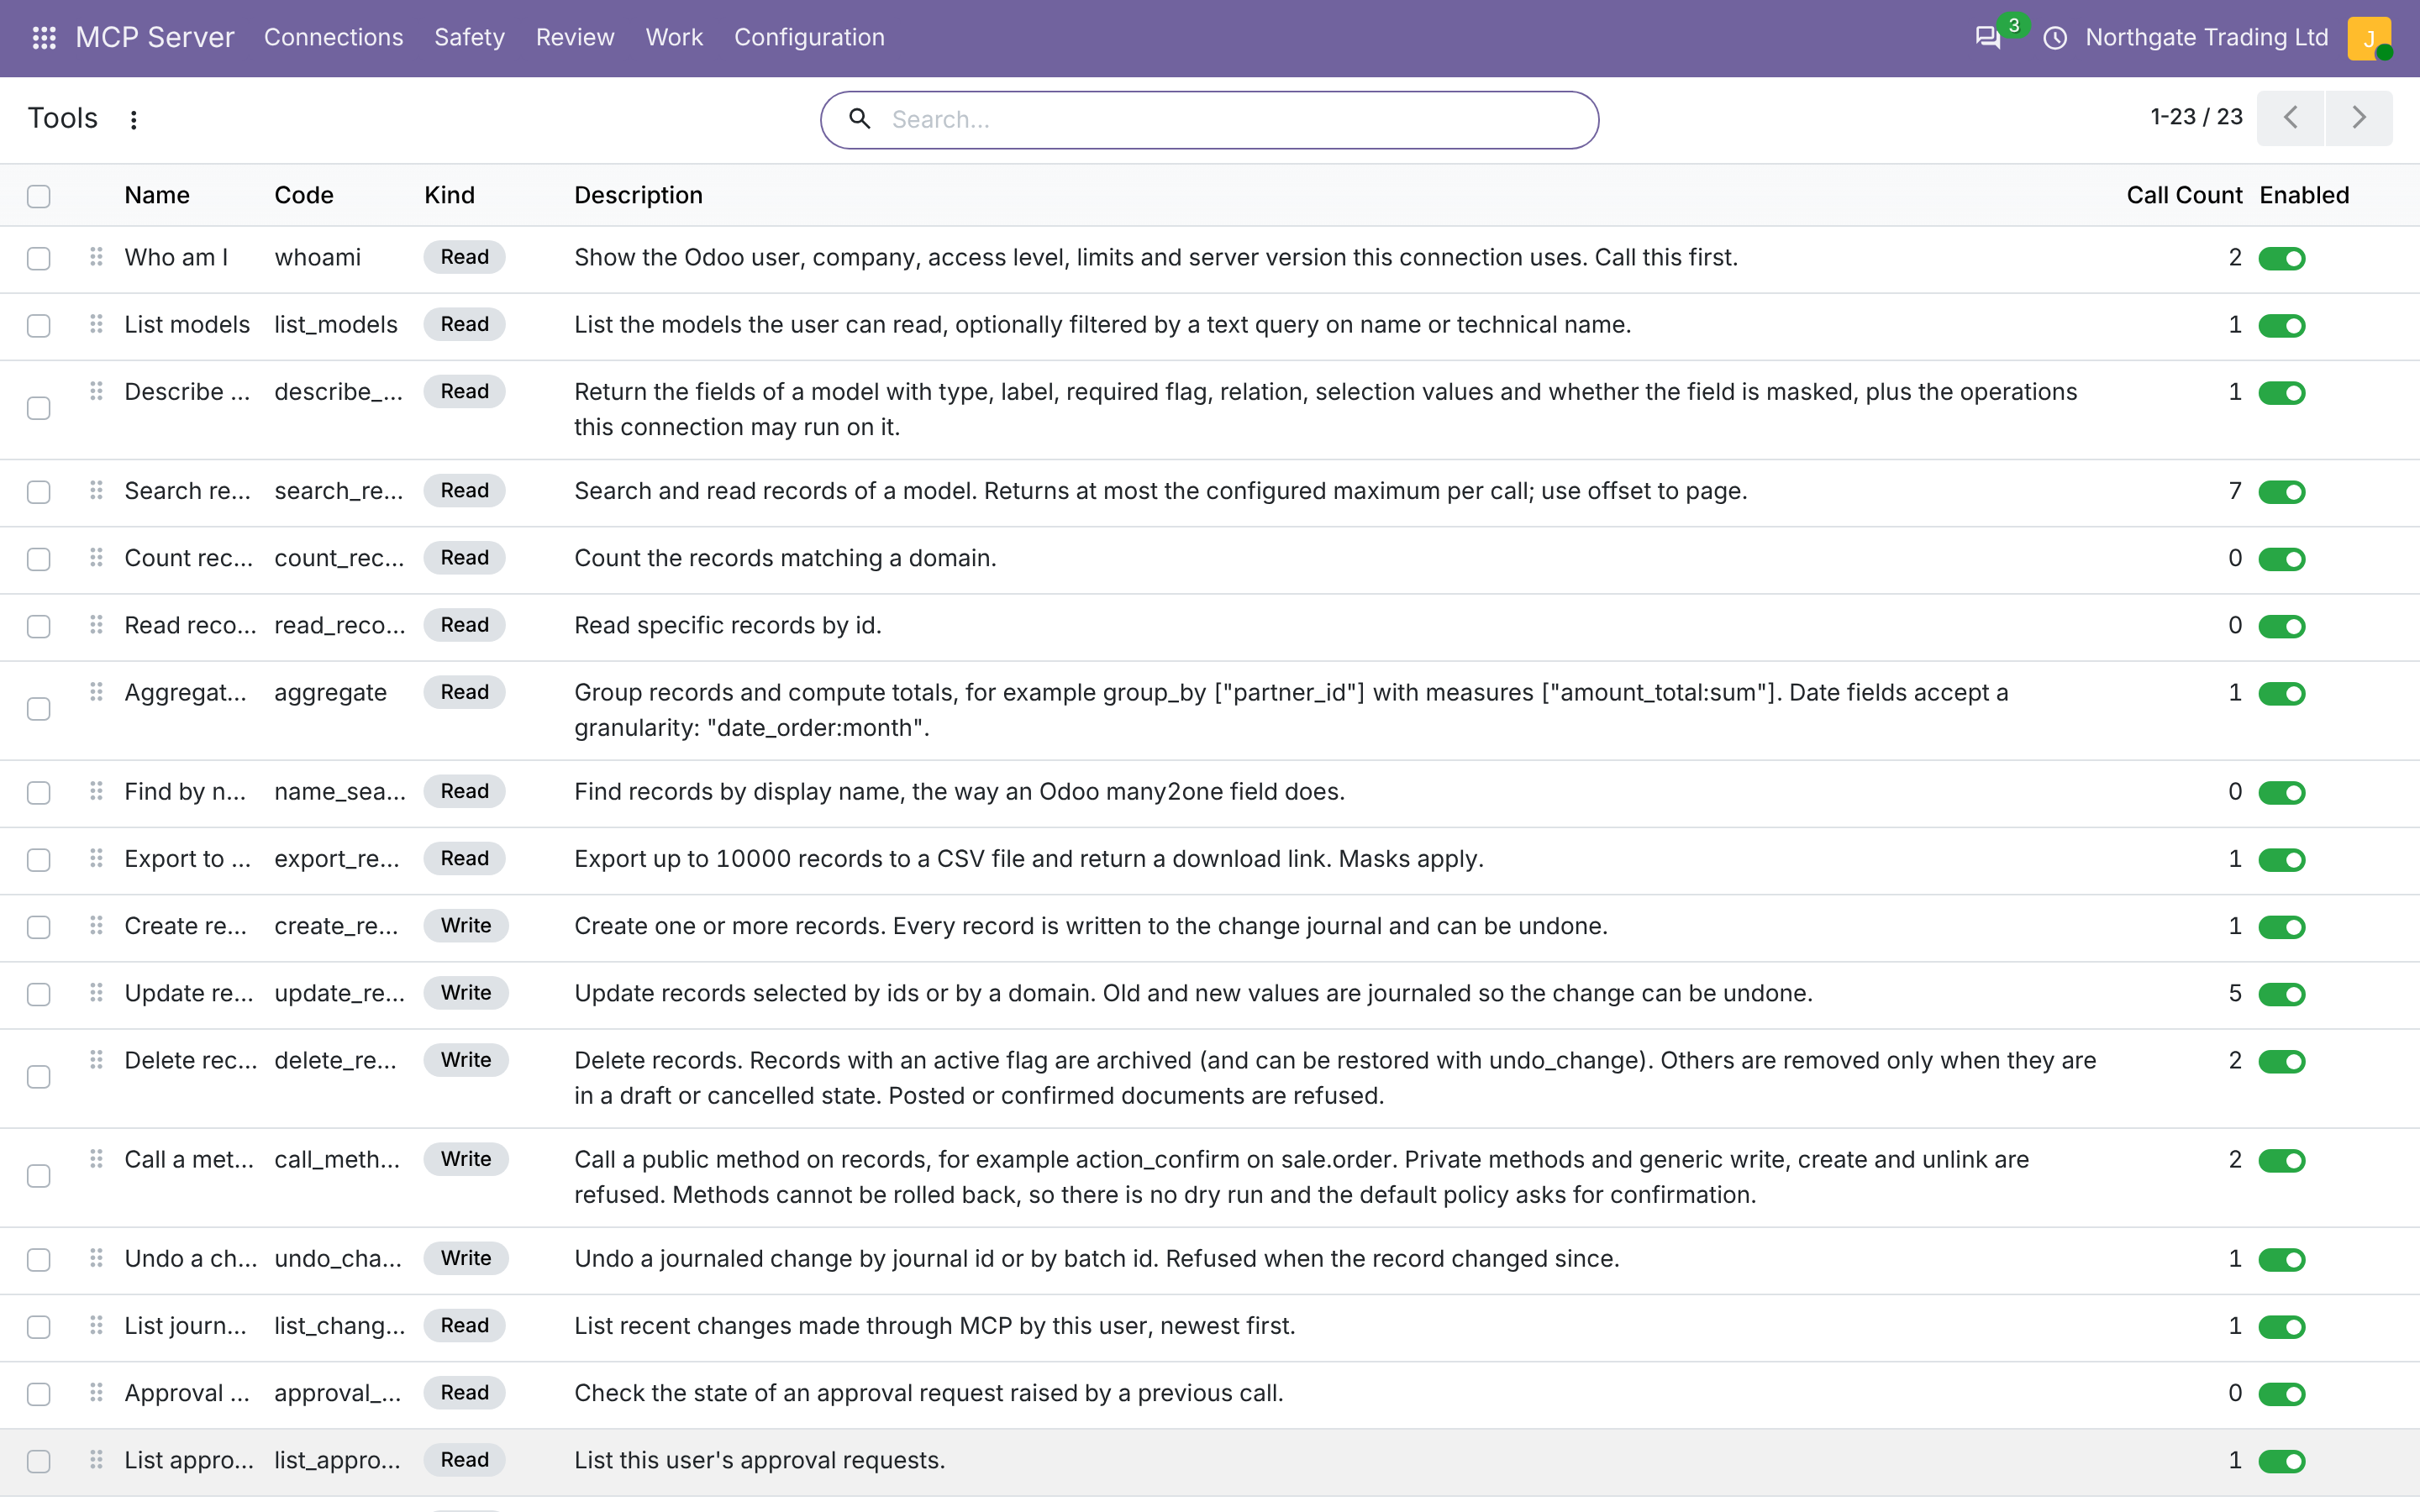 MCP Server Connections Safety Review Work Configuration 3 Northgate Trading Ltd J
Tools Search... 1-23 / 23
Name Code Kind Description Call Count Enabled
Who am I whoami Read Show the Odoo user, company, access level, limits and server version this connection uses. Call this first. 2
List models list_models Read List the models the user can read, optionally filtered by a text query on name or technical name. 1
Describe ... describe_... Read Return the fields of a model with type, label, required flag, relation, selection values and whether the field is masked, plus the operations 1
this connection may run on it.
Search re... search_re... Read Search and read records of a model. Returns at most the configured maximum per call; use offset to page. 7
Count rec... count_rec... Read Count the records matching a domain. 0
Read reco... read_reco... Read Read specific records by id. 0
Aggregat... aggregate Read Group records and compute totals, for example group_by ["partner_id"] with measures ["amount_total:sum"]. Date fields accept a 1
granularity: "date_order:month".
Find by n... name_sea... Read Find records by display name, the way an Odoo many2one field does. 0
Export to ... export_re... Read Export up to 10000 records to a CSV file and return a download link. Masks apply. 1
Create re... create_re... Write Create one or more records. Every record is written to the change journal and can be undone. 1
Update re... update_re... Write Update records selected by ids or by a domain. Old and new values are journaled so the change can be undone. 5
Delete rec... delete_re... Write Delete records. Records with an active flag are archived (and can be restored with undo_change). Others are removed only when they are 2
in a draft or cancelled state. Posted or confirmed documents are refused.
Call a met... call_meth... Write Call a public method on records, for example action_confirm on sale.order. Private methods and generic write, create and unlink are 2
refused. Methods cannot be rolled back, so there is no dry run and the default policy asks for confirmation.
Undo a ch... undo_cha... Write Undo a journaled change by journal id or by batch id. Refused when the record changed since. 1
List journ... list_chang... Read List recent changes made through MCP by this user, newest first. 1
Approval ... approval_... Read Check the state of an approval request raised by a previous call. 0
List appro... list_appro... Read List this user's approval requests. 1